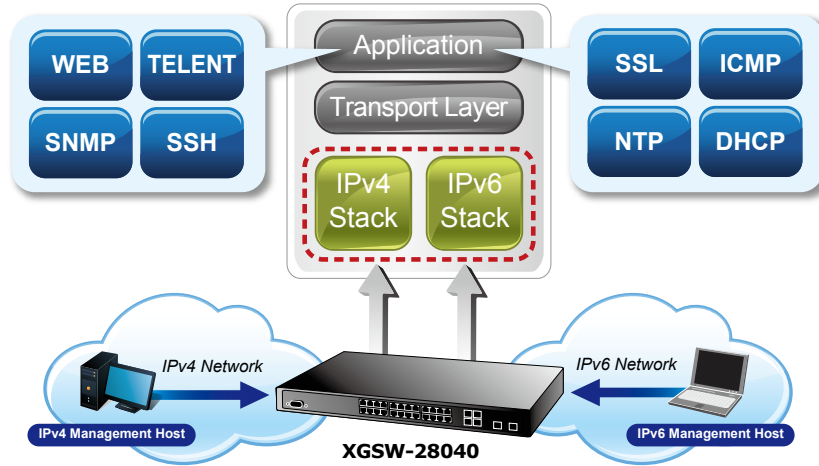 WEB
TELENT
SNMP
SSH
Application
Transport Layer
IPv4
Stack
IPv6
Stack
SSL
ICMP
NTP
DHCP
IPv4 Network
IPv4 Management Host
XGSW-28040
IPv6 Network
IPv6 Management Host